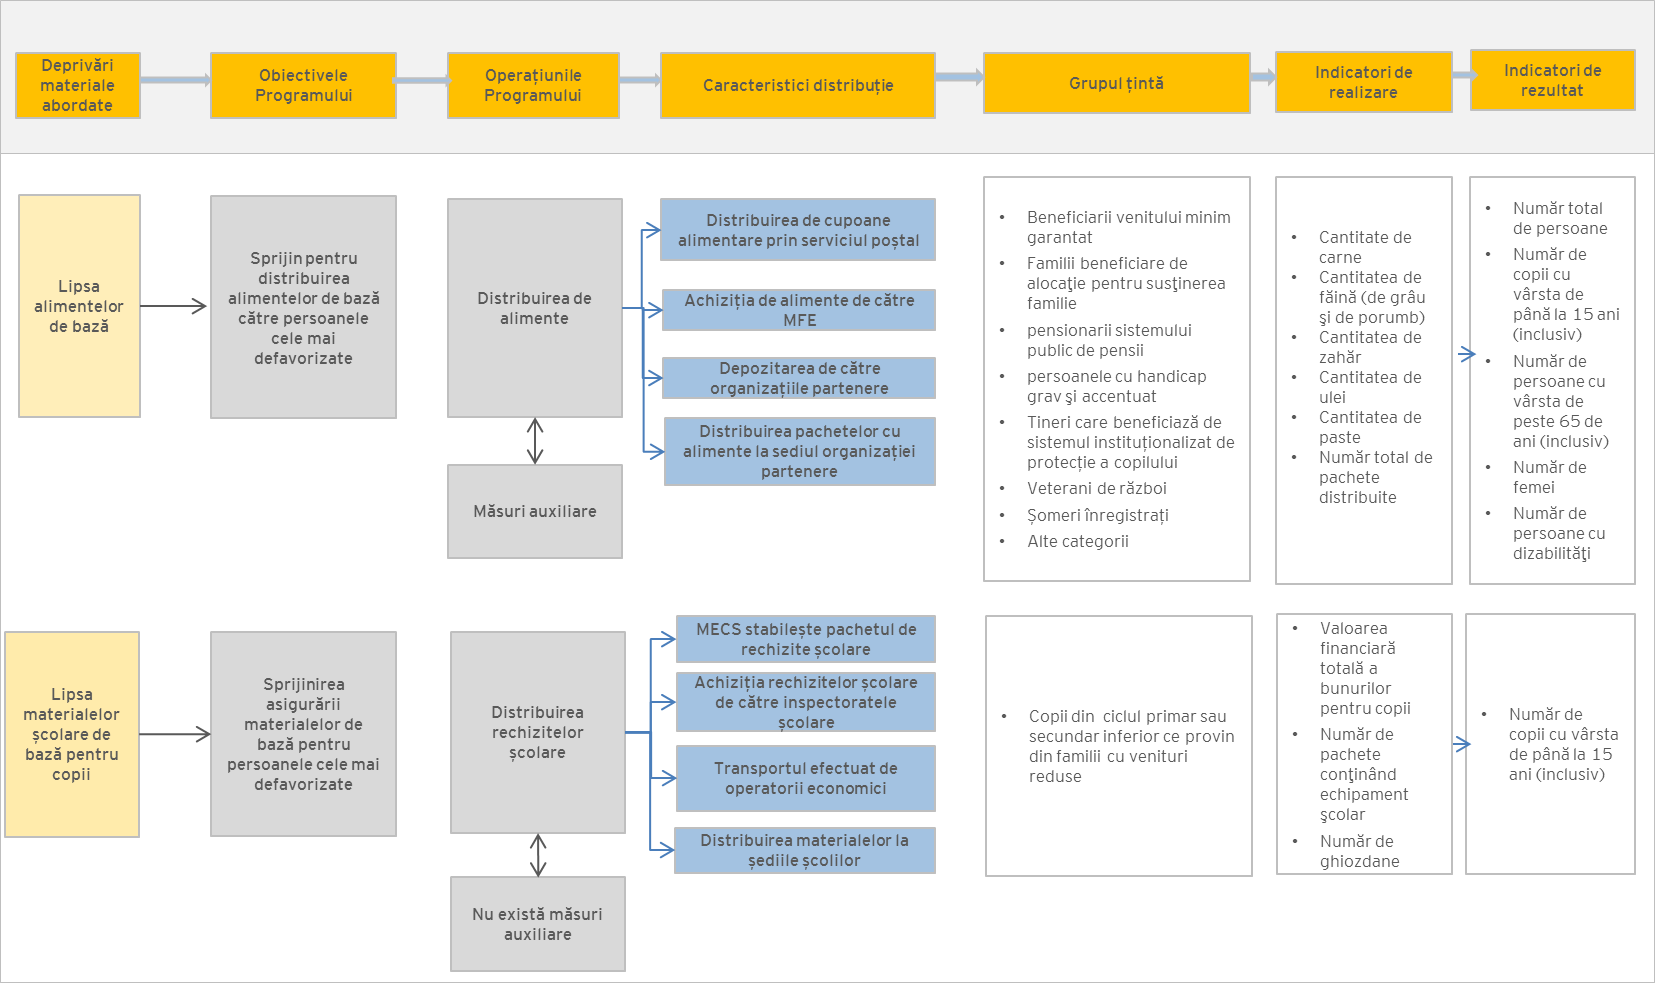 Deprivări
materiale
abordate
Obiectivele
Programului
Operațiunile
Programului
Caracteristici distribuție
Grupul țintă
Indicatori de
realizare
Indicatori de
rezultat
Lipsa
alimentelor
de bază
Sprijin pentru
distribuirea
alimentelor de bază
către persoanele
cele mai
defavorizate
Distribuirea de
alimente
Măsuri auxiliare
Distribuirea de cupoane
alimentare prin serviciul poștal
Achiziția de alimente de către
MFE
Depozitarea de către
organizațiile partenere
Distribuirea pachetelor cu
alimente la sediul organizaţiei
partenere
• Beneficiarii venitului minim
garantat
• Familii beneficiare de
alocaţie pentru susţinerea
familie
• pensionarii sistemului
public de pensii
• persoanele cu handicap
grav şi accentuat
• Tineri care beneficiază de
sistemul instituționalizat de
protecție a copilului
• Veterani de război
• Șomeri înregistrați
• Alte categorii
• Cantitate de
carne
• Cantitatea de
făină (de grâu
şi de porumb)
• Cantitatea de
zahăr
• Cantitatea de
ulei
• Cantitatea de
paste
• Număr total de
pachete
distribuite
• Număr total
de persoane
• Număr de
copii cu
vârsta de
până la 15 ani
(inclusiv)
• Număr de
persoane cu
vârsta de
peste 65 de
ani (inclusiv)
• Număr de
femei
• Număr de
persoane cu
dizabilităţi
Lipsa
materialelor
școlare de
bază pentru
copii
Sprijinirea
asigurării
materialelor de
bază pentru
persoanele cele mai
defavorizate
Distribuirea
rechizitelor
școlare
Nu există măsuri
auxiliare
MECS stabilește pachetul de
rechizite școlare
Achiziția rechizitelor școlare
de către inspectoratele
școlare
Transportul efectuat de
operatorii economici
Distribuirea materialelor la
șediile școlilor
• Copii din ciclul primar sau
secundar inferior ce provin
din familii cu venituri
reduse
• Valoarea
financiară
totală a
bunurilor
pentru copii
• Număr de
pachete
conţinând
echipament
şcolar
• Număr de
ghiozdane
• Număr de
copii cu vârsta
de până la 15
ani (inclusiv)